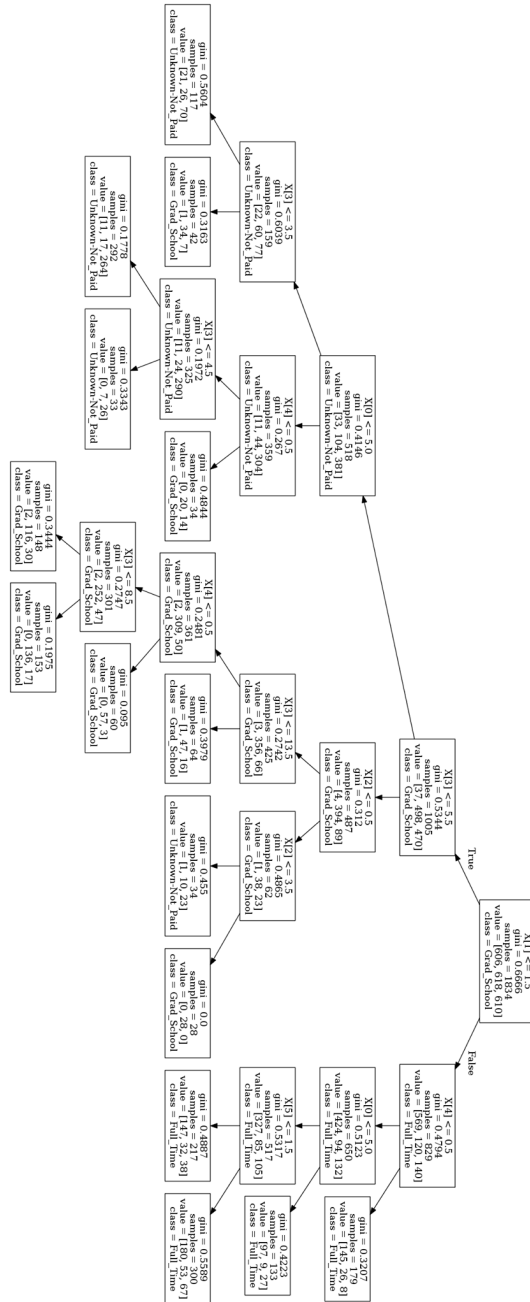 X[1] <= 1.5
gini = 0.6666
samples = 1834
value = [606, 618, 610]
class = Grad_School
True
False
X[3] <= 5.5
gini = 0.5344
samples = 1005
value = [37, 498, 470]
class = Grad_School
X[4] <= 0.5
gini = 0.4794
samples = 829
value = [569, 120, 140]
class = Full_Time
X[0] <= 5.0
gini = 0.4146
samples = 518
value = [33, 104, 381]
class = Unknown-Not_Paid
X[2] <= 0.5
gini = 0.312
samples = 487
value = [4, 394, 89]
class = Grad_School
X[0] <= 5.0
gini = 0.5123
samples = 650
value = [424, 94, 132]
class = Full_Time
gini = 0.3207
samples = 179
value = [145, 26, 8]
class = Full_Time
X[3] <= 3.5
gini = 0.6039
samples = 159
value = [22, 60, 77]
class = Unknown-Not_Paid
X[4] <= 0.5
gini = 0.267
samples = 359
value = [11, 44, 304]
class = Unknown-Not_Paid
X[3] <= 13.5
gini = 0.2742
samples = 425
value = [3, 356, 66]
class = Grad_School
X[2] <= 3.5
gini = 0.4865
samples = 62
value = [1, 38, 23]
class = Grad_School
X[5] <= 1.5
gini = 0.5317
samples = 517
value = [327, 85, 105]
class = Full_Time
gini = 0.4223
samples = 133
value = [97, 9, 27]
class = Full_Time
gini = 0.5604
samples = 117
value = [21, 26, 70]
class = Unknown-Not_Paid
gini = 0.3163
samples = 42
value = [1, 34, 7]
class = Grad_School
X[3] <= 4.5
gini = 0.1972
samples = 325
value = [11, 24, 290]
class = Unknown-Not_Paid
gini = 0.4844
samples = 34
value = [0, 20, 14]
class = Grad_School
X[4] <= 0.5
gini = 0.2481
samples = 361
value = [2, 309, 50]
class = Grad_School
gini = 0.3979
samples = 64
value = [1, 47, 16]
class = Grad_School
gini = 0.455
samples = 34
value = [1, 10, 23]
class = Unknown-Not_Paid
gini = 0.0
samples = 28
value = [0, 28, 0]
class = Grad_School
gini = 0.4887
samples = 217
value = [147, 32, 38]
class = Full_Time
gini = 0.5589
samples = 300
value = [180, 53, 67]
class = Full_Time
gini = 0.1778
samples = 292
value = [11, 17, 264]
class = Unknown-Not_Paid
gini = 0.3343
samples = 33
value = [0, 7, 26]
class = Unknown-Not_Paid
X[3] <= 8.5
gini = 0.2747
samples = 301
value = [2, 252, 47]
class = Grad_School
gini = 0.095
samples = 60
value = [0, 57, 3]
class = Grad_School
gini = 0.3444
samples = 148
value = [2, 116, 30]
class = Grad_School
gini = 0.1975
samples = 153
value = [0, 136, 17]
class = Grad_School